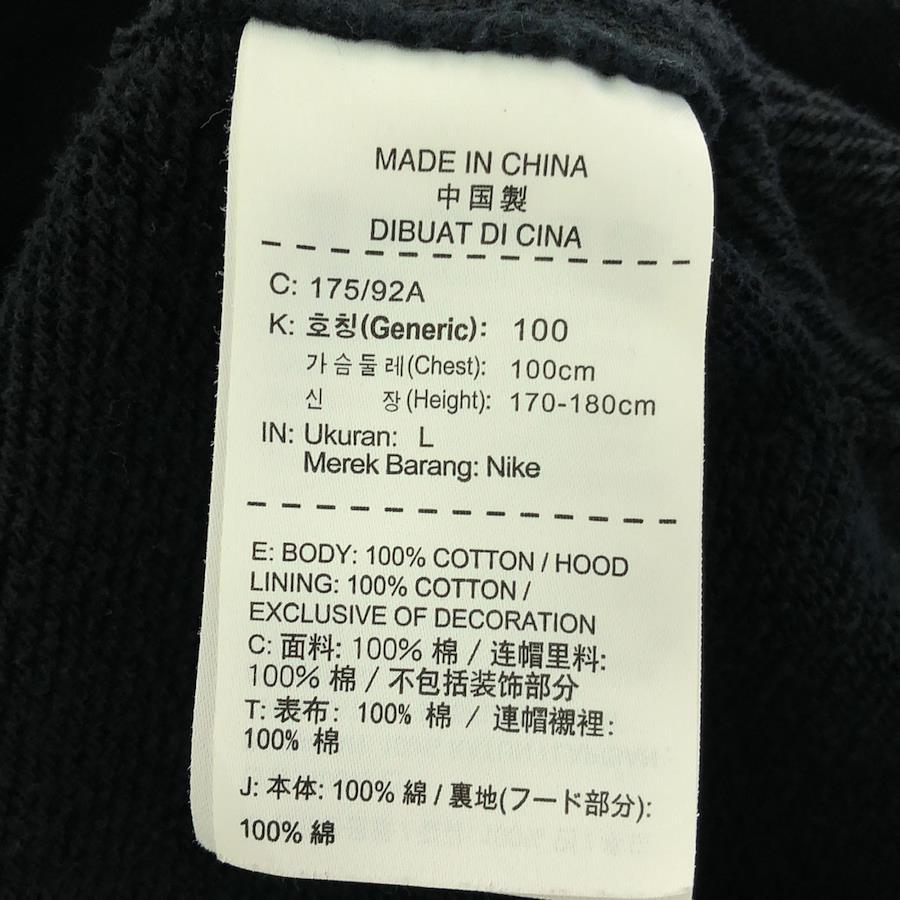 MADE IN CHINA
中国製
DIBUAT DI CINA
C: 175/92A
K: 호칭(Generic): 100
가슴둘레(Chest): 100cm
신 장(Height): 170-180cm
IN: Ukuran: L
Merek Barang: Nike
E: BODY: 100% COTTON / HOOD
LINING: 100% COTTON /
EXCLUSIVE OF DECORATION
C: 面料: 100% 棉 / 连帽里料:
100% 棉 / 不包括装饰部分
T: 表布: 100% 棉 / 連帽襯裡:
100% 棉
J: 本体: 100% 綿 / 裏地(フード部分):
100% 綿